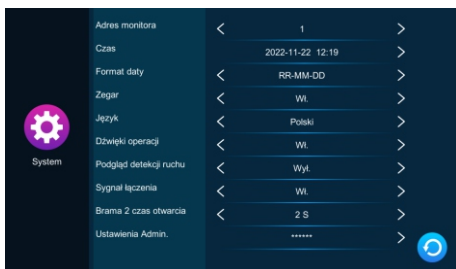 Adres monitora 1
Czas 2022-11-22 12:19
Format daty RR-MM-DD
Zegar Wł.
Język Polski
Dźwięki operacji Wł.
System
Podgląd detekcji ruchu Wył.
Sygnał łączenia Wł.
Brama 2 czas otwarcia 2 S
Ustawienia Admin. ******